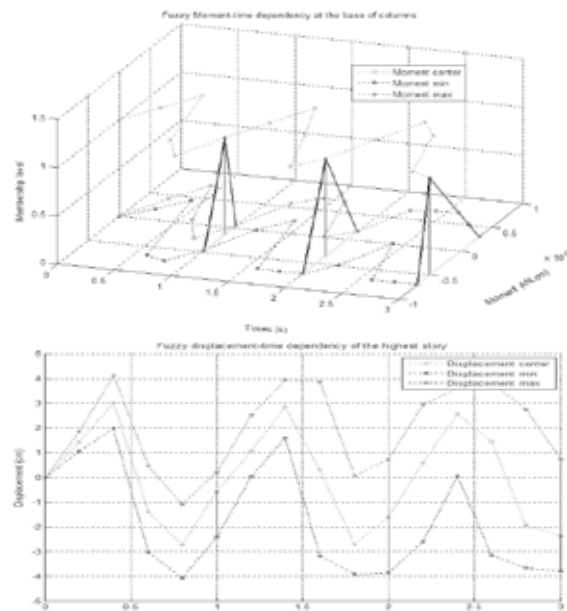 Fuzzy Moment-time dependency at the base of columns
Moment center
Moment min
Moment max
Membership level
1.5
1
0.5
0
0
0.5
1
1.5
2
2.5
3
-1
-0.5
0
0.5
1
Moment (kN.cm)
Times (s)
Fuzzy displacement-time dependency of the highest story
Displacement center
Displacement min
Displacement max
Displacement (cm)
5
4
3
2
1
0
-1
-2
-3
-4
-5
0
0.5
1
1.5
2
2.5
3